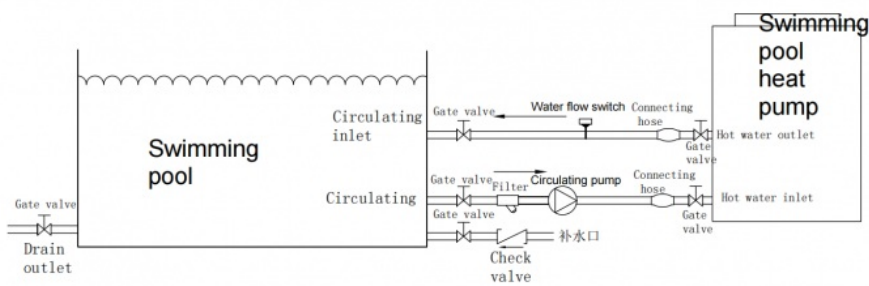 Swimming
pool
heat
pump
Circulating
inlet
Gate valve
Water flow switch
Connecting
hose
Gate
valve
Hot water outlet
Swimming
pool
Circulating
Gate valve
Filter
Circulating pump
Connecting
hose
Gate
valve
Hot water inlet
Gate valve
Drain
outlet
Gate valve
Check
valve
补水口